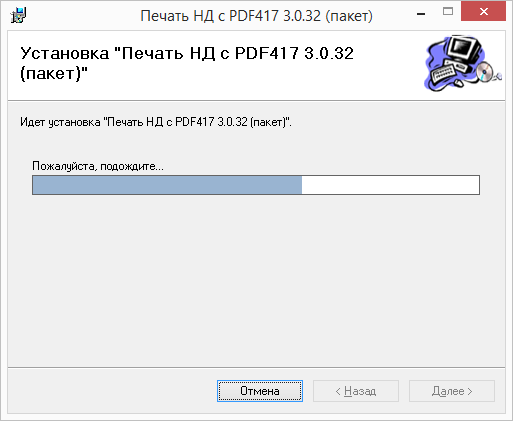 Печать НД с PDF417 3.0.32 (пакет)
Установка "Печать НД с PDF417 3.0.32
(пакет)"
Идет установка "Печать НД с PDF417 3.0.32 (пакет)".
Пожалуйста, подождите...
Отмена
< Назад
Далее >